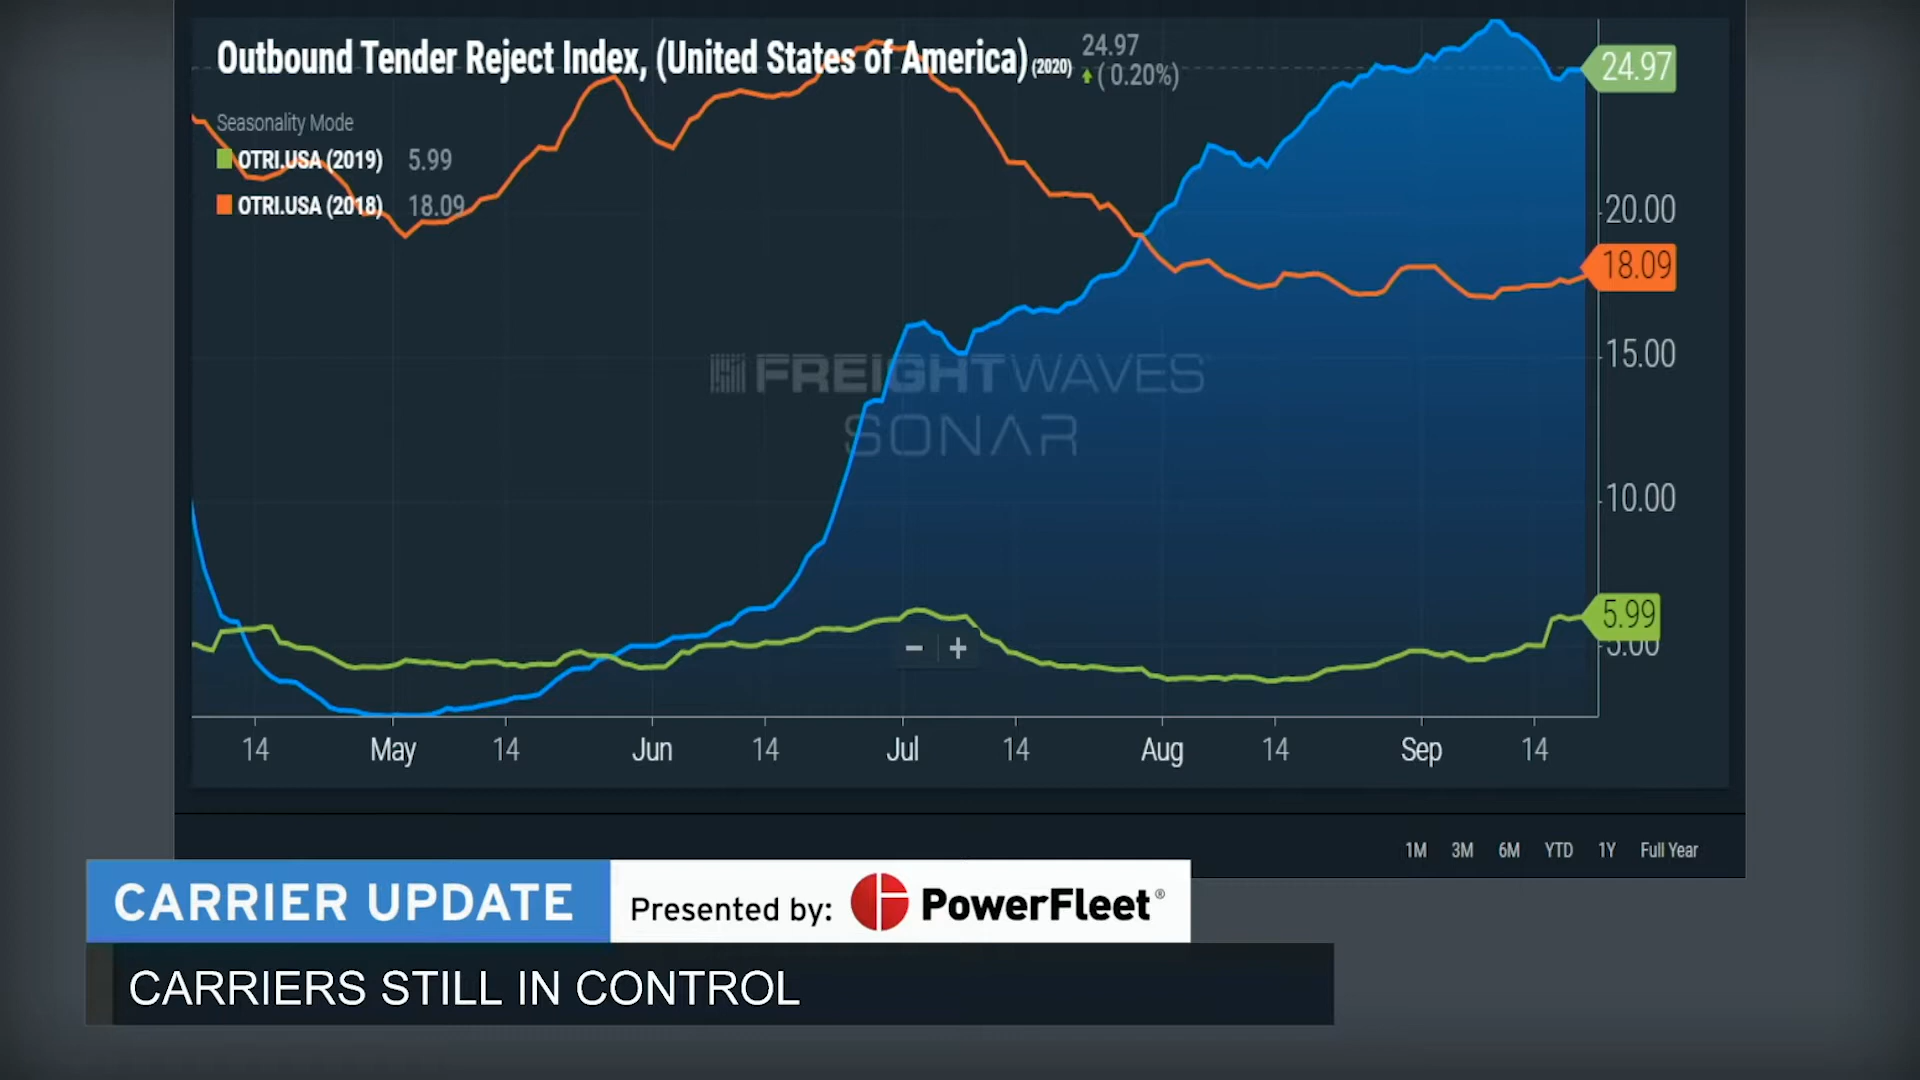 Outbound Tender Reject Index, (United States of America) (2020) 24.97
( 0.20%)
Seasonality Mode
OTRI.USA (2019) 5.99
OTRI.USA (2018) 18.09
24.97
20.00
18.09
15.00
10.00
5.99
5.00
FREIGHTWAVES
SONAR
− +
14 May 14 Jun 14 Jul 14 Aug 14 Sep 14
1M 3M 6M YTD 1Y Full Year
CARRIER UPDATE Presented by: PowerFleet®
CARRIERS STILL IN CONTROL